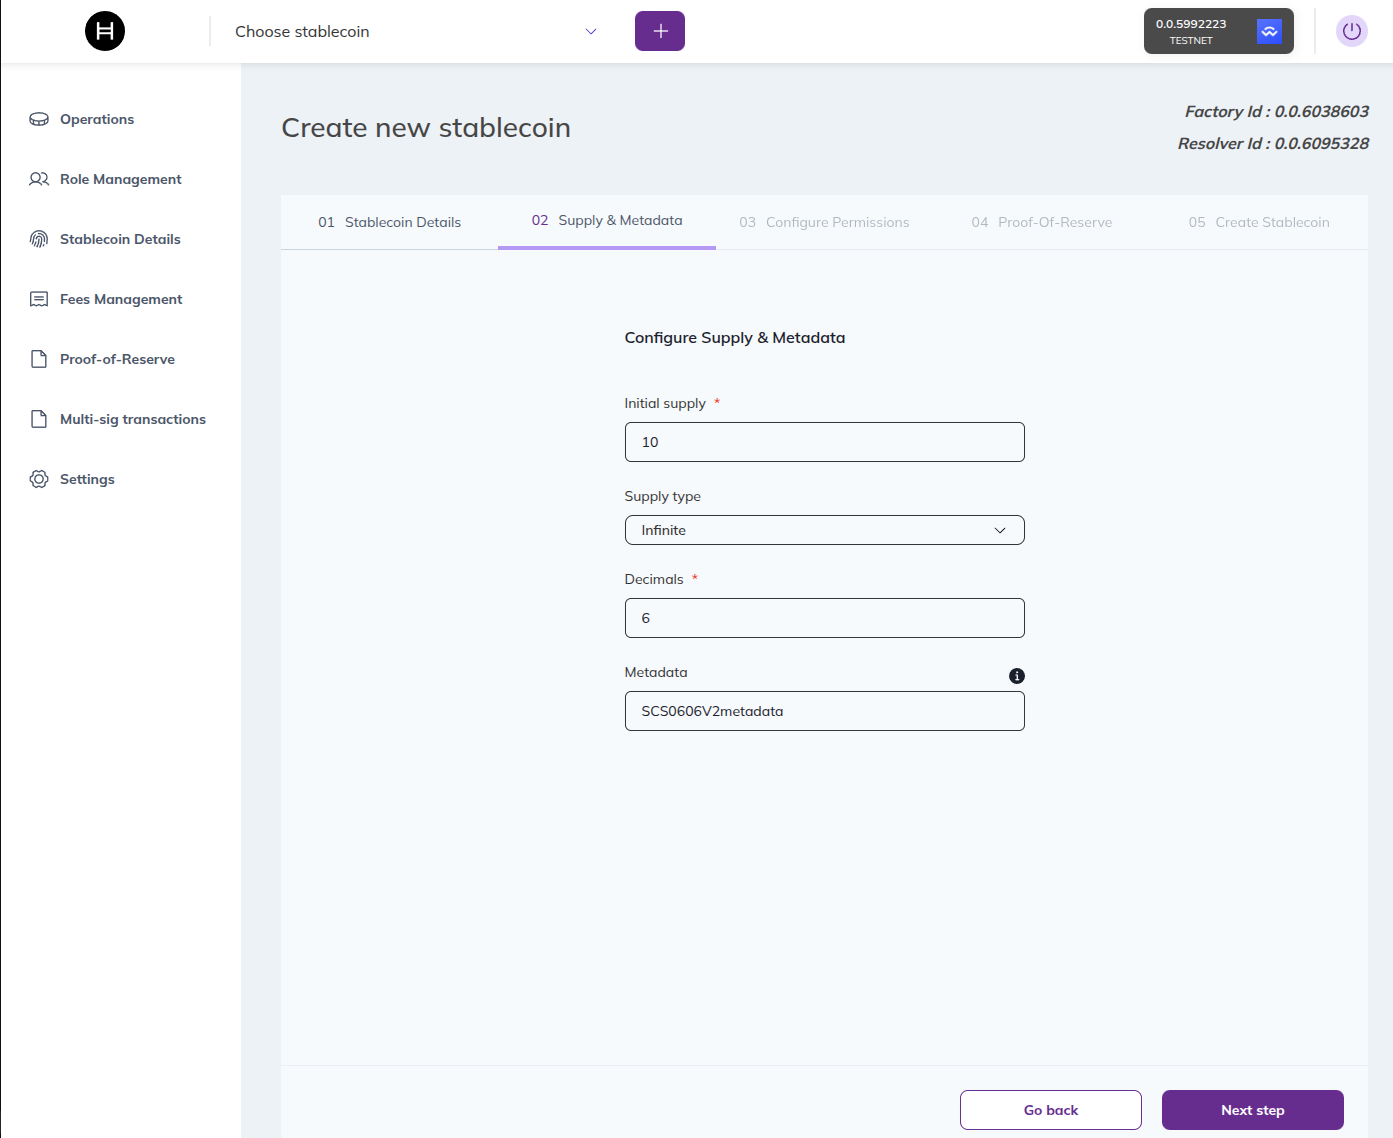 Choose stablecoin
0.0.5992223
TESTNET
Operations
Role Management
Stablecoin Details
Fees Management
Proof-of-Reserve
Multi-sig transactions
Settings
Create new stablecoin
Factory Id : 0.0.6038603
Resolver Id : 0.0.6095328
01 Stablecoin Details 02 Supply & Metadata 03 Configure Permissions 04 Proof-Of-Reserve 05 Create Stablecoin
Configure Supply & Metadata
Initial supply *
10
Supply type
Infinite
Decimals *
6
Metadata
SCS0606V2metadata
Go back
Next step